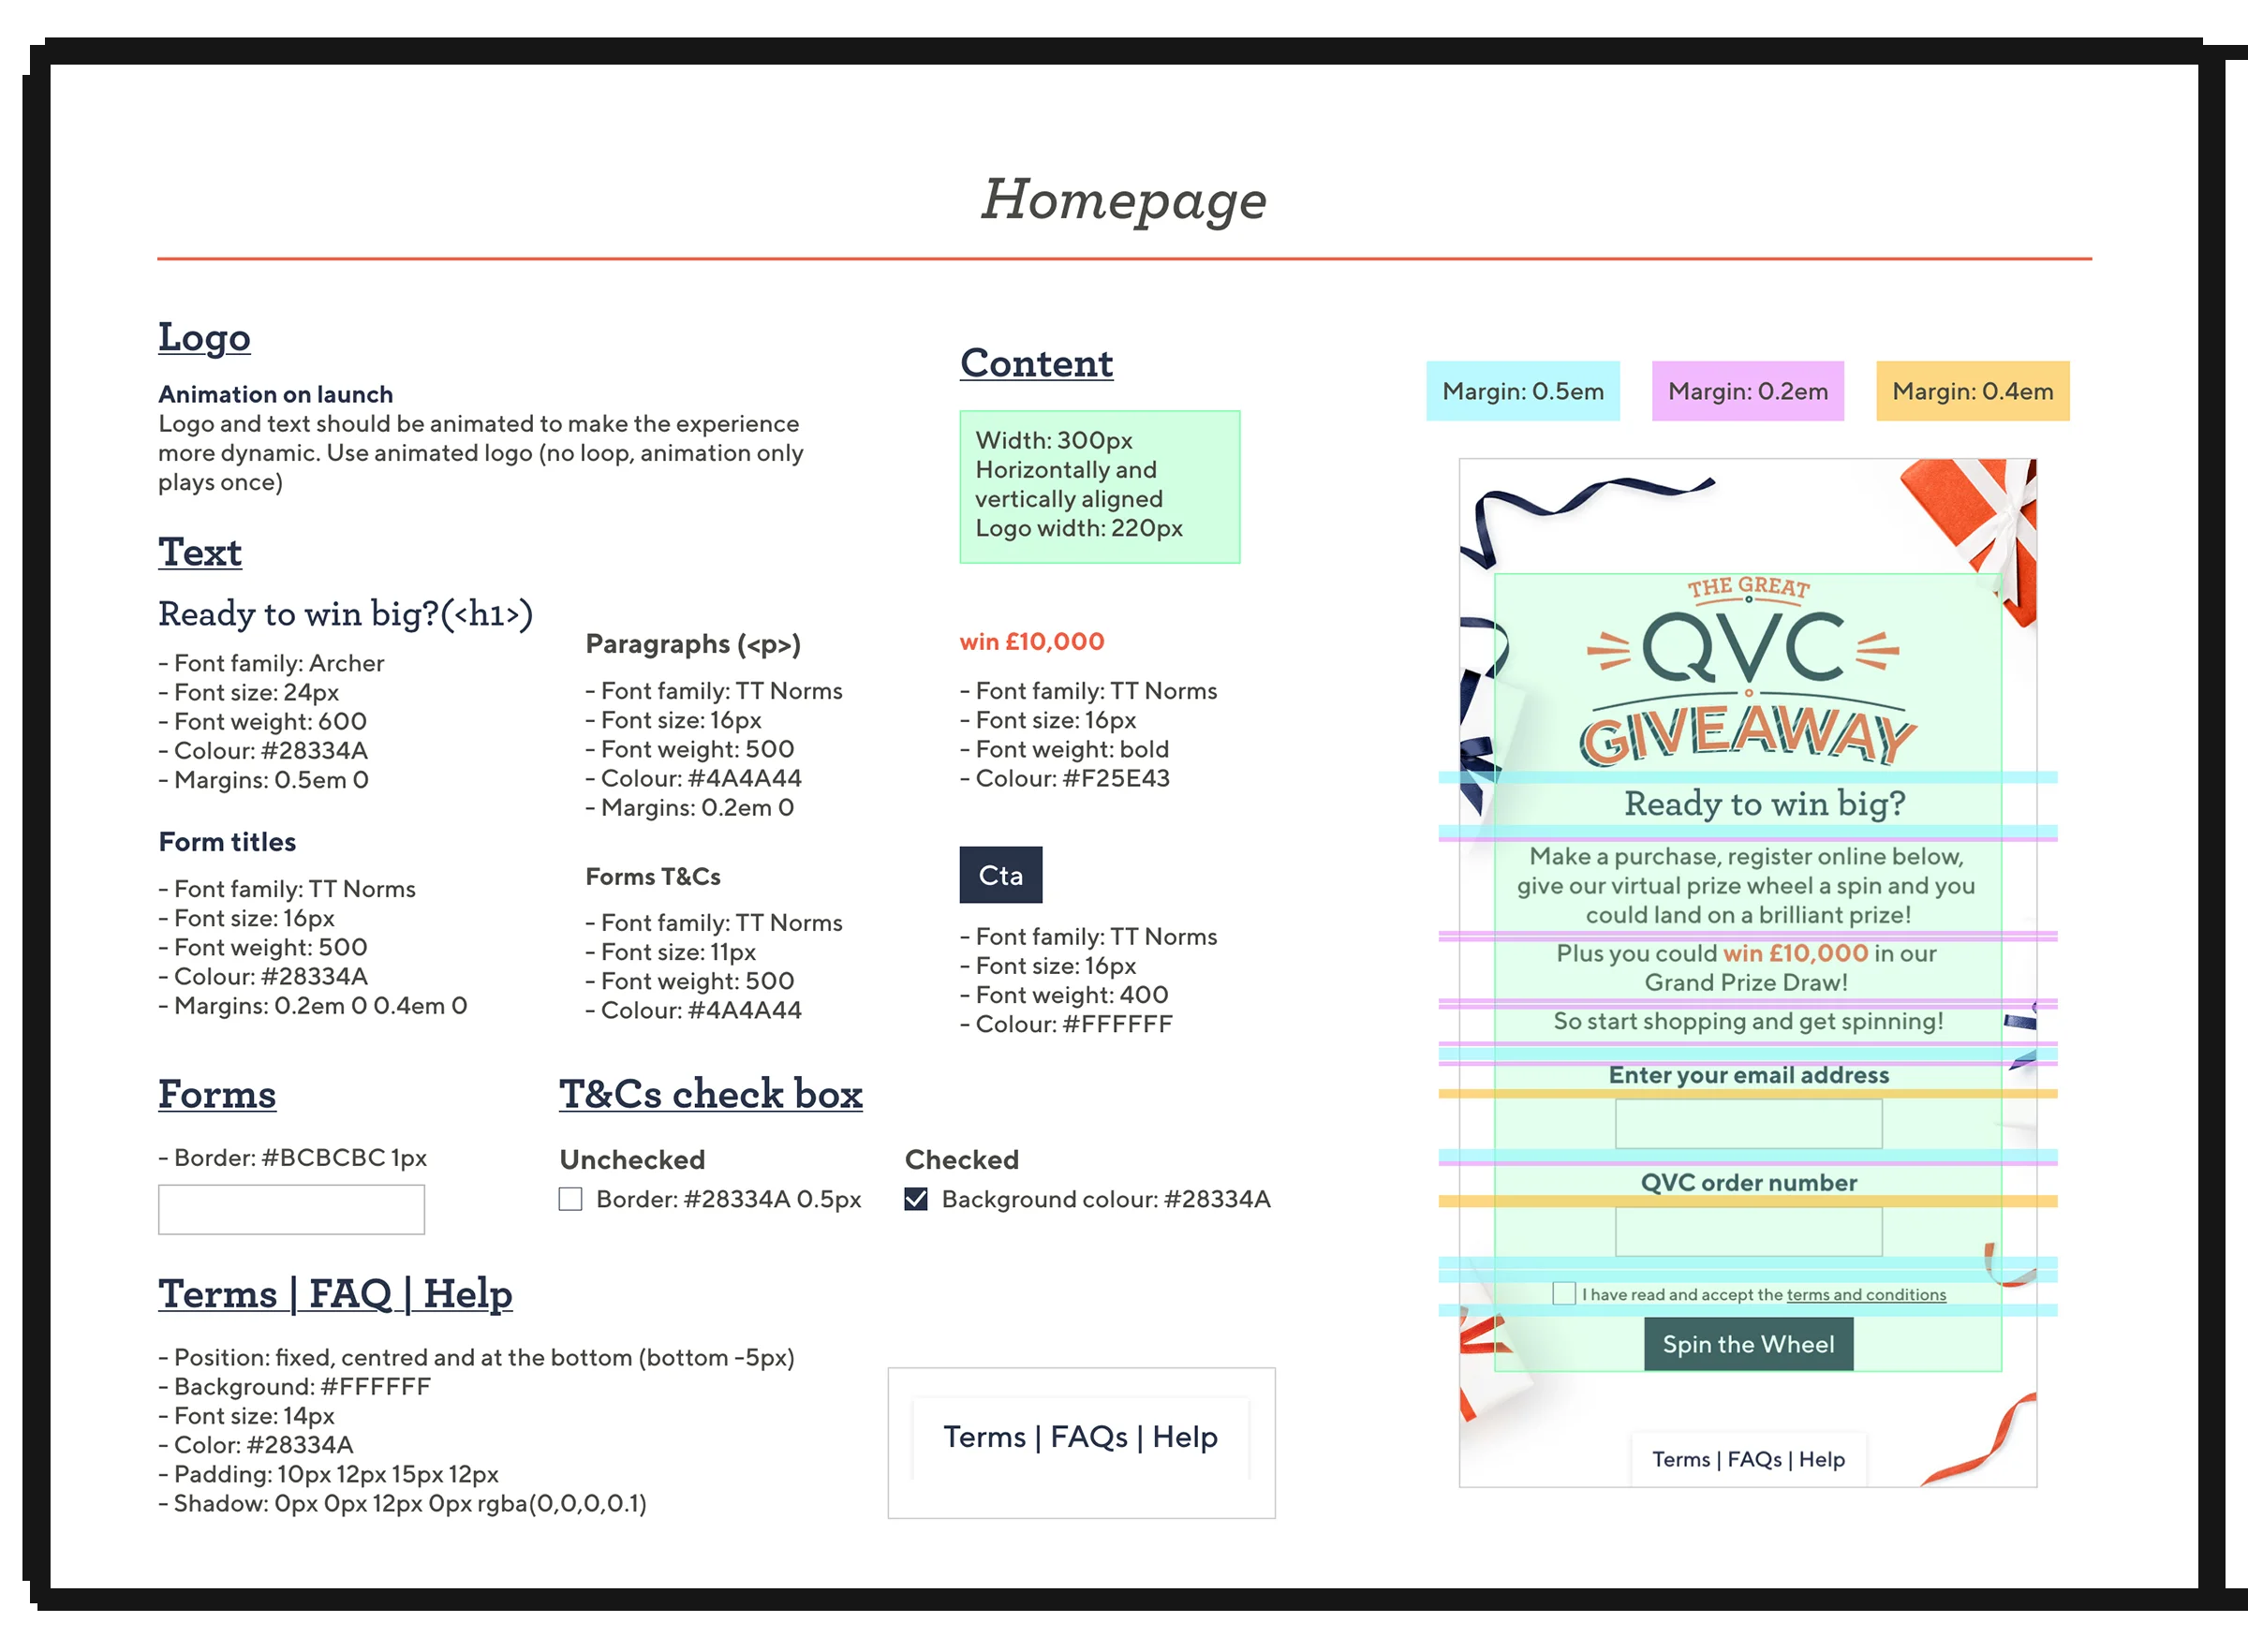 Homepage
Logo
Animation on launch
Logo and text should be animated to make the experience
more dynamic. Use animated logo (no loop, animation only
plays once)
Text
Ready to win big?(<h1>)
- Font family: Archer
- Font size: 24px
- Font weight: 600
- Colour: #28334A
- Margins: 0.5em 0
Paragraphs (<p>)
- Font family: TT Norms
- Font size: 16px
- Font weight: 500
- Colour: #4A4A44
- Margins: 0.2em 0
Content
Width: 300px
Horizontally and
vertically aligned
Logo width: 220px
win £10,000
- Font family: TT Norms
- Font size: 16px
- Font weight: bold
- Colour: #F25E43
Form titles
- Font family: TT Norms
- Font size: 16px
- Font weight: 500
- Colour: #28334A
- Margins: 0.2em 0 0.4em 0
Forms T&Cs
- Font family: TT Norms
- Font size: 11px
- Font weight: 500
- Colour: #4A4A44
Cta
- Font family: TT Norms
- Font size: 16px
- Font weight: 400
- Colour: #FFFFFF
Forms
- Border: #BCBCBC 1px
T&Cs check box
Unchecked
Border: #28334A 0.5px
Checked
Background colour: #28334A
Terms | FAQ | Help
- Position: fixed, centred and at the bottom (bottom -5px)
- Background: #FFFFFF
- Font size: 14px
- Color: #28334A
- Padding: 10px 12px 15px 12px
- Shadow: 0px 0px 12px 0px rgba(0,0,0,0.1)
Terms | FAQs | Help
Margin: 0.5em
Margin: 0.2em
Margin: 0.4em
THE GREAT
QVC
GIVEAWAY
Ready to win big?
Make a purchase, register online below,
give our virtual prize wheel a spin and you
could land on a brilliant prize!
Plus you could win £10,000 in our
Grand Prize Draw!
So start shopping and get spinning!
Enter your email address
QVC order number
I have read and accept the terms and conditions
Spin the Wheel
Terms | FAQs | Help